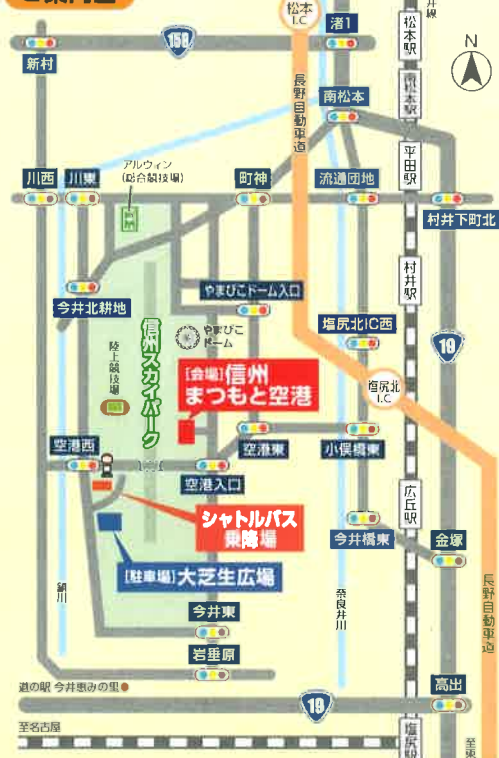 松本
I.C
渚1
松本駅
158
新村
N
長野自動車道
南松本
南松本駅
平田駅
アルウィン
(総合競技場)
川西
川東
町神
流通団地
村井下町北
村井駅
今井北耕地
やまびこドーム入口
やまびこ
ドーム
塩尻北IC西
19
信州スカイパーク
陸上競技場
[会場]信州
まつもと空港
塩尻北
I.C
空港西
空港東
小俣橋東
空港入口
広丘駅
シャトルバス
乗降場
今井橋東
金塚
[駐車場]大芝生広場
鎖川
奈良井川
長野自動車道
今井東
岩垂原
道の駅 今井恵みの里
19
高出
至名古屋
塩尻駅